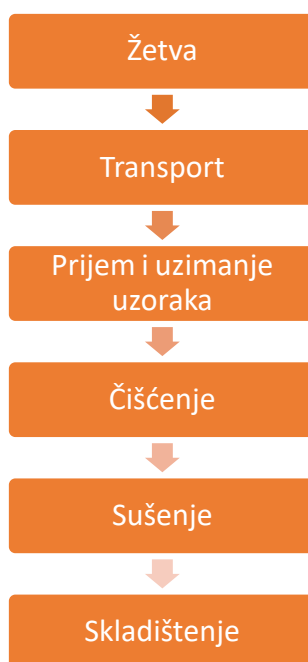 Žetva
Transport
Prijem i uzimanje
uzoraka
Čišćenje
Sušenje
Skladištenje